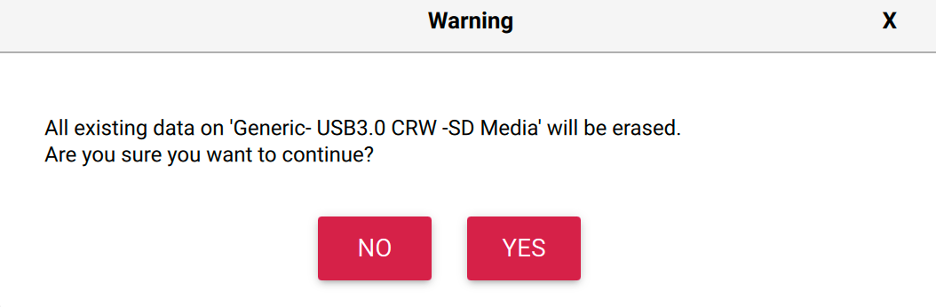 Warning
X
All existing data on 'Generic- USB3.0 CRW -SD Media' will be erased.
Are you sure you want to continue?
NO
YES